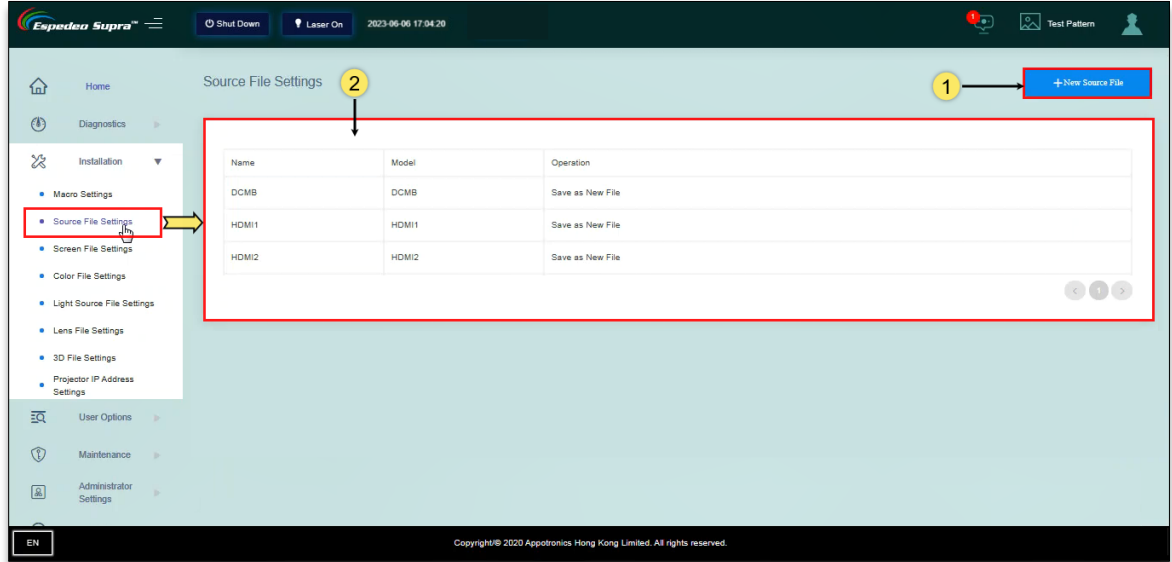 Espedeo Supra™
Shut Down
Laser On
2023-06-06 17:04:20
1
Test Pattern
Home
Diagnostics
Installation
Macro Settings
Source File Settings
Screen File Settings
Color File Settings
Light Source File Settings
Lens File Settings
3D File Settings
Projector IP Address
Settings
User Options
Maintenance
Administrator
Settings
Source File Settings
2
1
+New Source File
Name Model Operation
DCMB DCMB Save as New File
HDMI1 HDMI1 Save as New File
HDMI2 HDMI2 Save as New File
< 1 >
EN
Copyright/© 2020 Appotronics Hong Kong Limited. All rights reserved.